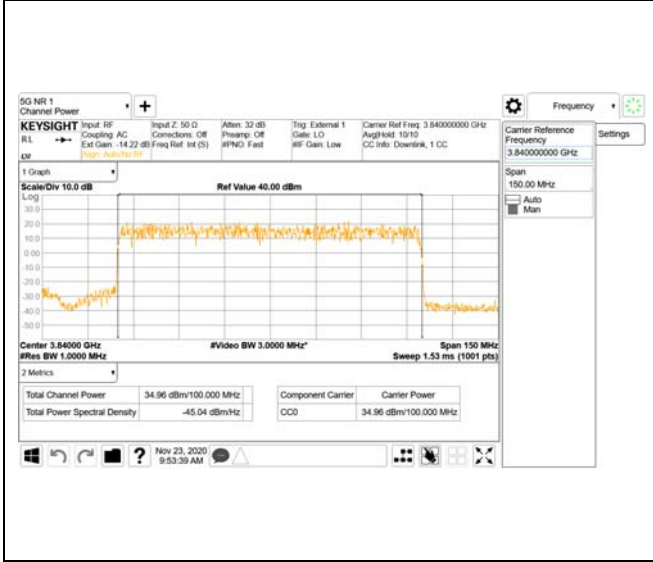 5G NR 1
Channel Power
Frequency
KEYSIGHT
RL
Input: RF
Coupling: AC
Ext Gain: -14.22 dB
Align: Auto/No RF
Input Z: 50 Ω
Corrections: Off
Freq Ref: Int (S)
Atten: 32 dB
Preamp: Off
#PNO: Fast
Trig: External 1
Gate: LO
#IF Gain: Low
Carrier Ref Freq: 3.840000000 GHz
Avg|Hold: 10/10
CC Info: Downlink, 1 CC
Carrier Reference
Frequency
3.840000000 GHz
Settings
Span
150.00 MHz
Auto
Man
1 Graph
Scale/Div 10.0 dB
Ref Value 40.00 dBm
Log
30.0
20.0
10.0
0.00
-10.0
-20.0
-30.0
-40.0
-50.0
Center 3.84000 GHz
#Video BW 3.0000 MHz*
Span 150 MHz
#Res BW 1.0000 MHz
Sweep 1.53 ms (1001 pts)
2 Metrics
Total Channel Power 34.96 dBm/100.000 MHz
Total Power Spectral Density -45.04 dBm/Hz
Component Carrier Carrier Power
CC0 34.96 dBm/100.000 MHz
Nov 23, 2020
9:53:39 AM